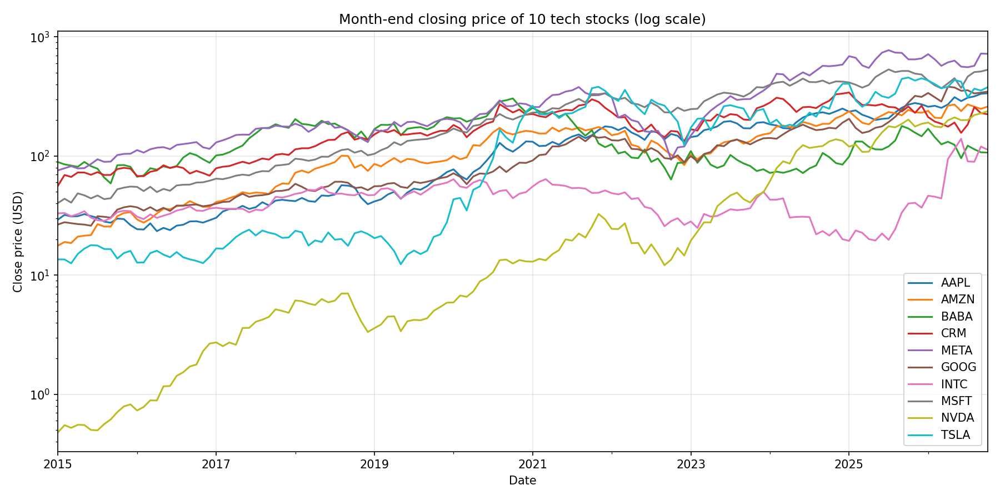 Month-end closing price of 10 tech stocks (log scale)
Close price (USD)
10³
10²
10¹
10⁰
2015 2017 2019 2021 2023 2025
Date
AAPL
AMZN
BABA
CRM
META
GOOG
INTC
MSFT
NVDA
TSLA